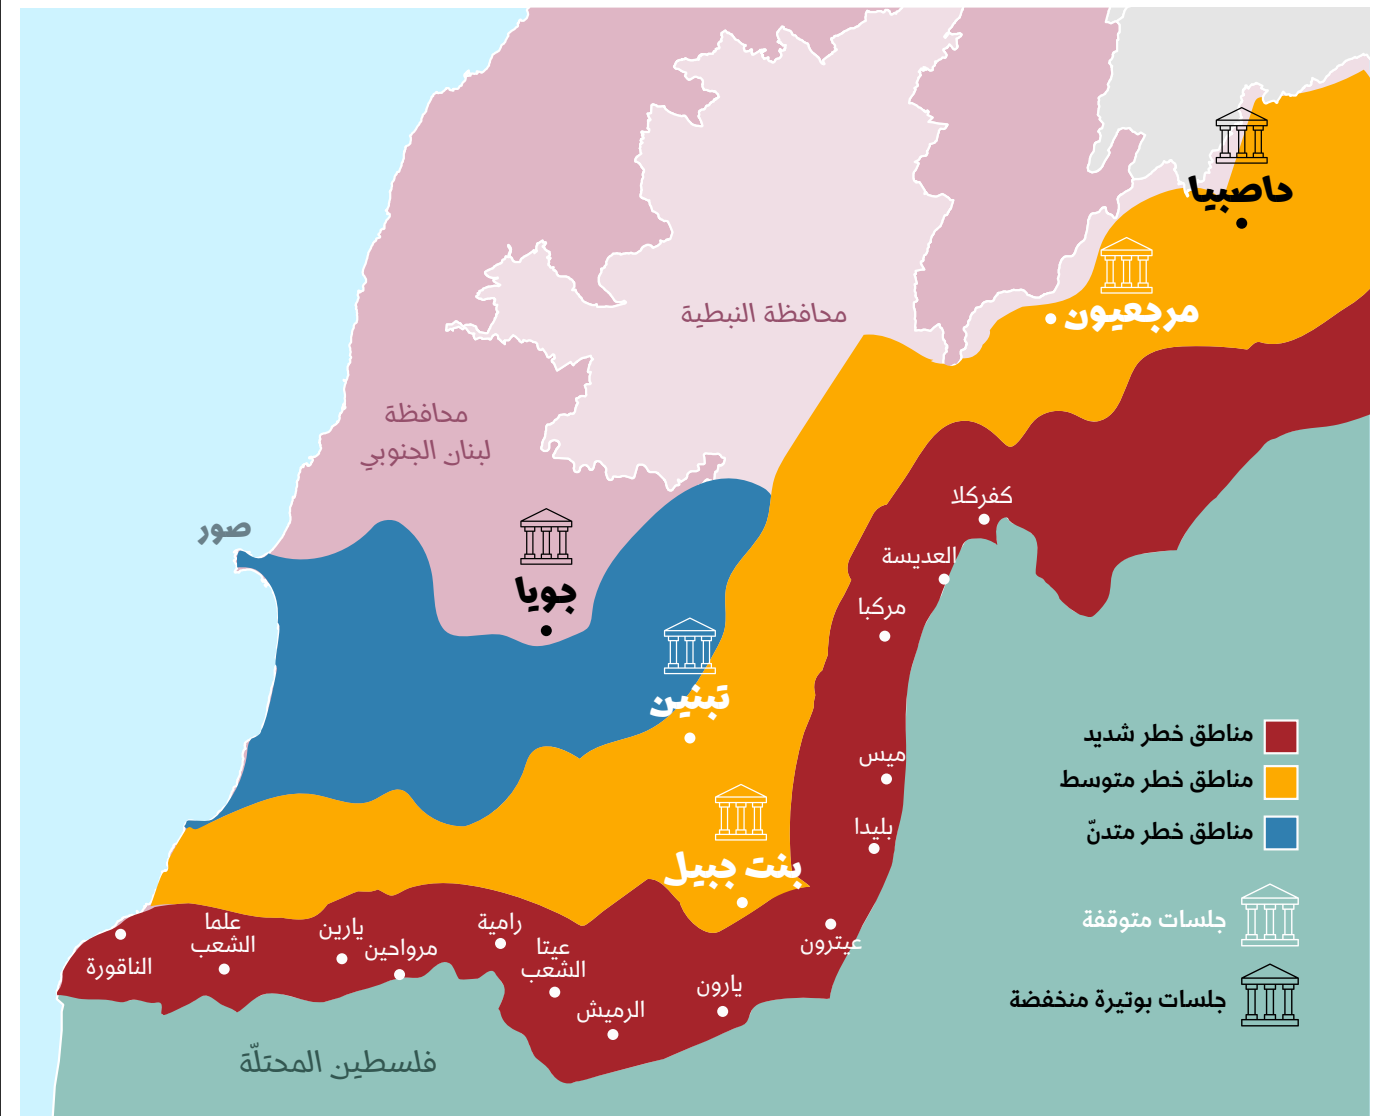 حاصبيا
مرجعيون
محافظة النبطية
محافظة
لبنان الجنوبي
كفركلا
صور
العديسة
جويا
مركبا
تبنين
مناطق خطر شديد
ميس
مناطق خطر متوسط
بليدا
مناطق خطر متدنّ
بنت جبيل
جلسات متوقفة
رامية
علما
الشعب
يارين
عيترون
مرواحين
عيتا
الشعب
الناقورة
يارون
جلسات بوتيرة منخفضة
الرميش
فلسطين المحتلّة